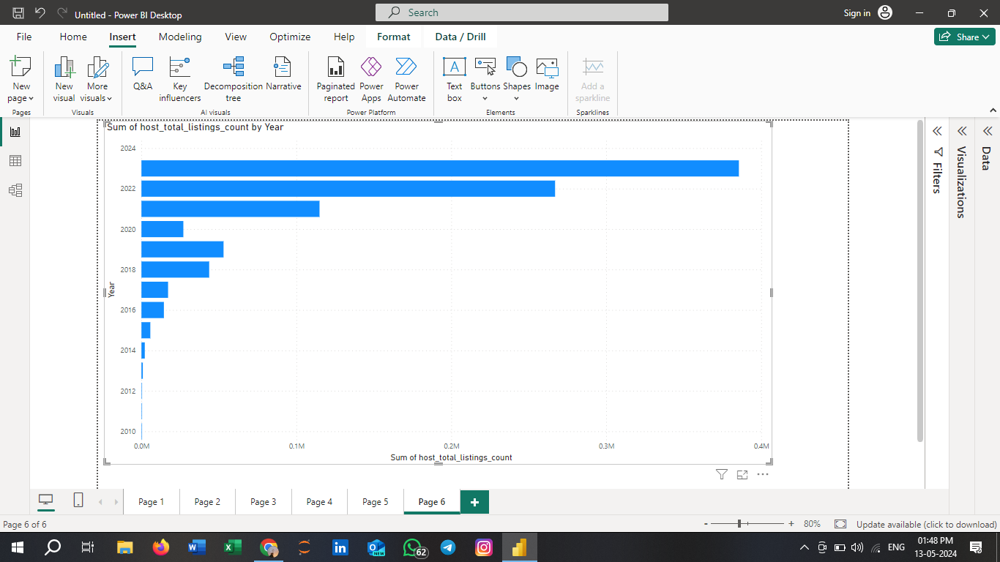 Untitled - Power BI Desktop
Search
Sign in
File Home Insert Modeling View Optimize Help Format Data / Drill
Share
New page
New visual
More visuals
Q&A
Key influencers
Decomposition tree
Narrative
Paginated report
Power Apps
Power Automate
Text box
Buttons
Shapes
Image
Add a sparkline
Pages
Visuals
AI visuals
Power Platform
Elements
Sparklines
Sum of host_total_listings_count by Year
2024
2022
2020
2018
2016
2014
2012
2010
Year
0.0M 0.1M 0.2M 0.3M 0.4M
Sum of host_total_listings_count
Filters
Visualizations
Data
Page 1 Page 2 Page 3 Page 4 Page 5 Page 6 +
Page 6 of 6
- + 80%
Update available (click to download)
NEW
62
ENG
01:48 PM
13-05-2024